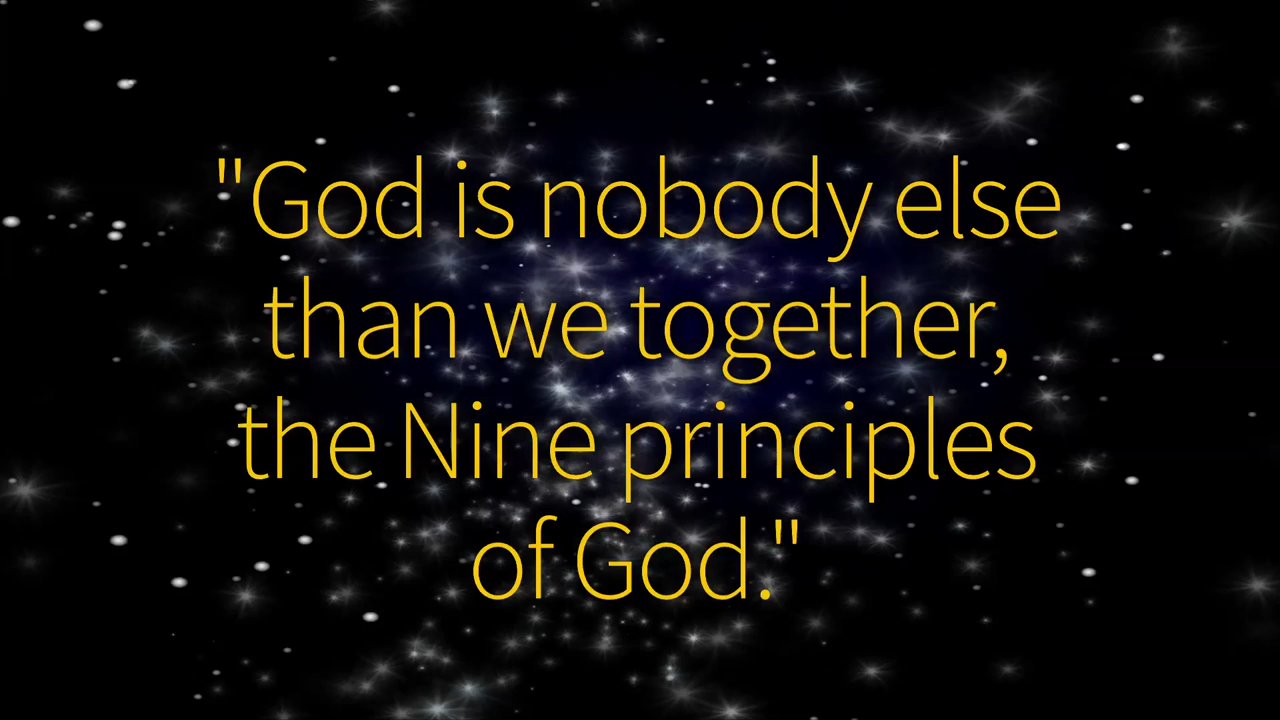 "God is nobody else
than we together,
the Nine principles
of God."